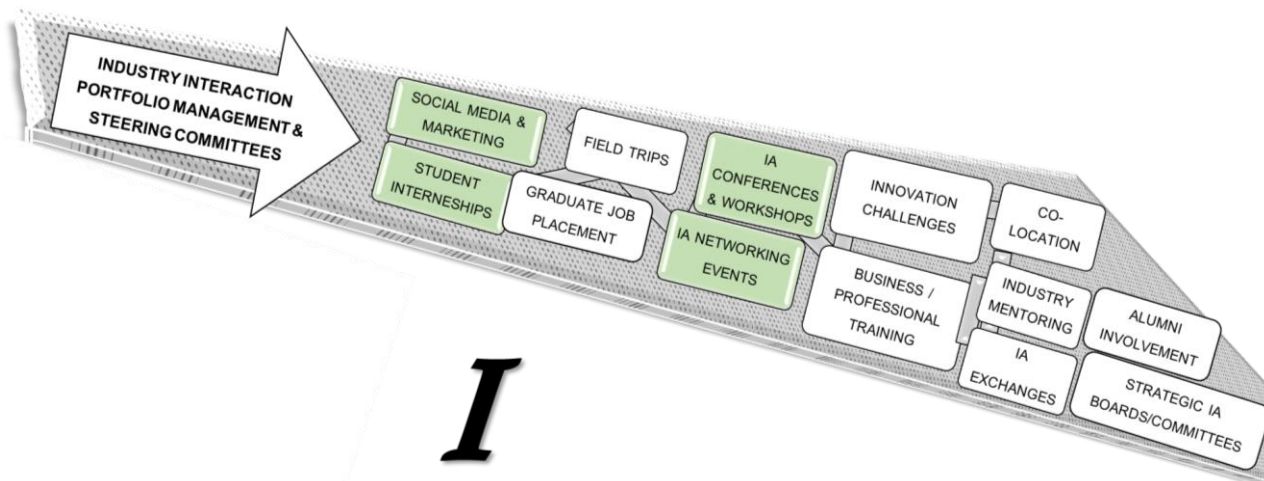 INDUSTRY INTERACTION
PORTFOLIO MANAGEMENT &
STEERING COMMITTEES
SOCIAL MEDIA &
MARKETING
STUDENT
INTERNESHIPS
FIELD TRIPS
GRADUATE JOB
PLACEMENT
IA
CONFERENCES
& WORKSHOPS
IA NETWORKING
EVENTS
INNOVATION
CHALLENGES
BUSINESS /
PROFESSIONAL
TRAINING
CO-
LOCATION
INDUSTRY
MENTORING
IA
EXCHANGES
ALUMNI
INVOLVEMENT
STRATEGIC IA
BOARDS/COMMITTEES
I